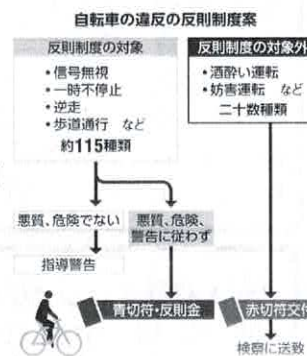 自転車の違反の反則制度案
反則制度の対象
・信号無視
・一時不停止
・逆走
・歩道通行 など
約115種類
反則制度の対象外
・酒酔い運転
・妨害運転 など
二十数種類
悪質、危険でない
悪質、危険、
警告に従わず
指導警告
青切符・反則金
赤切符交付
検察に送致